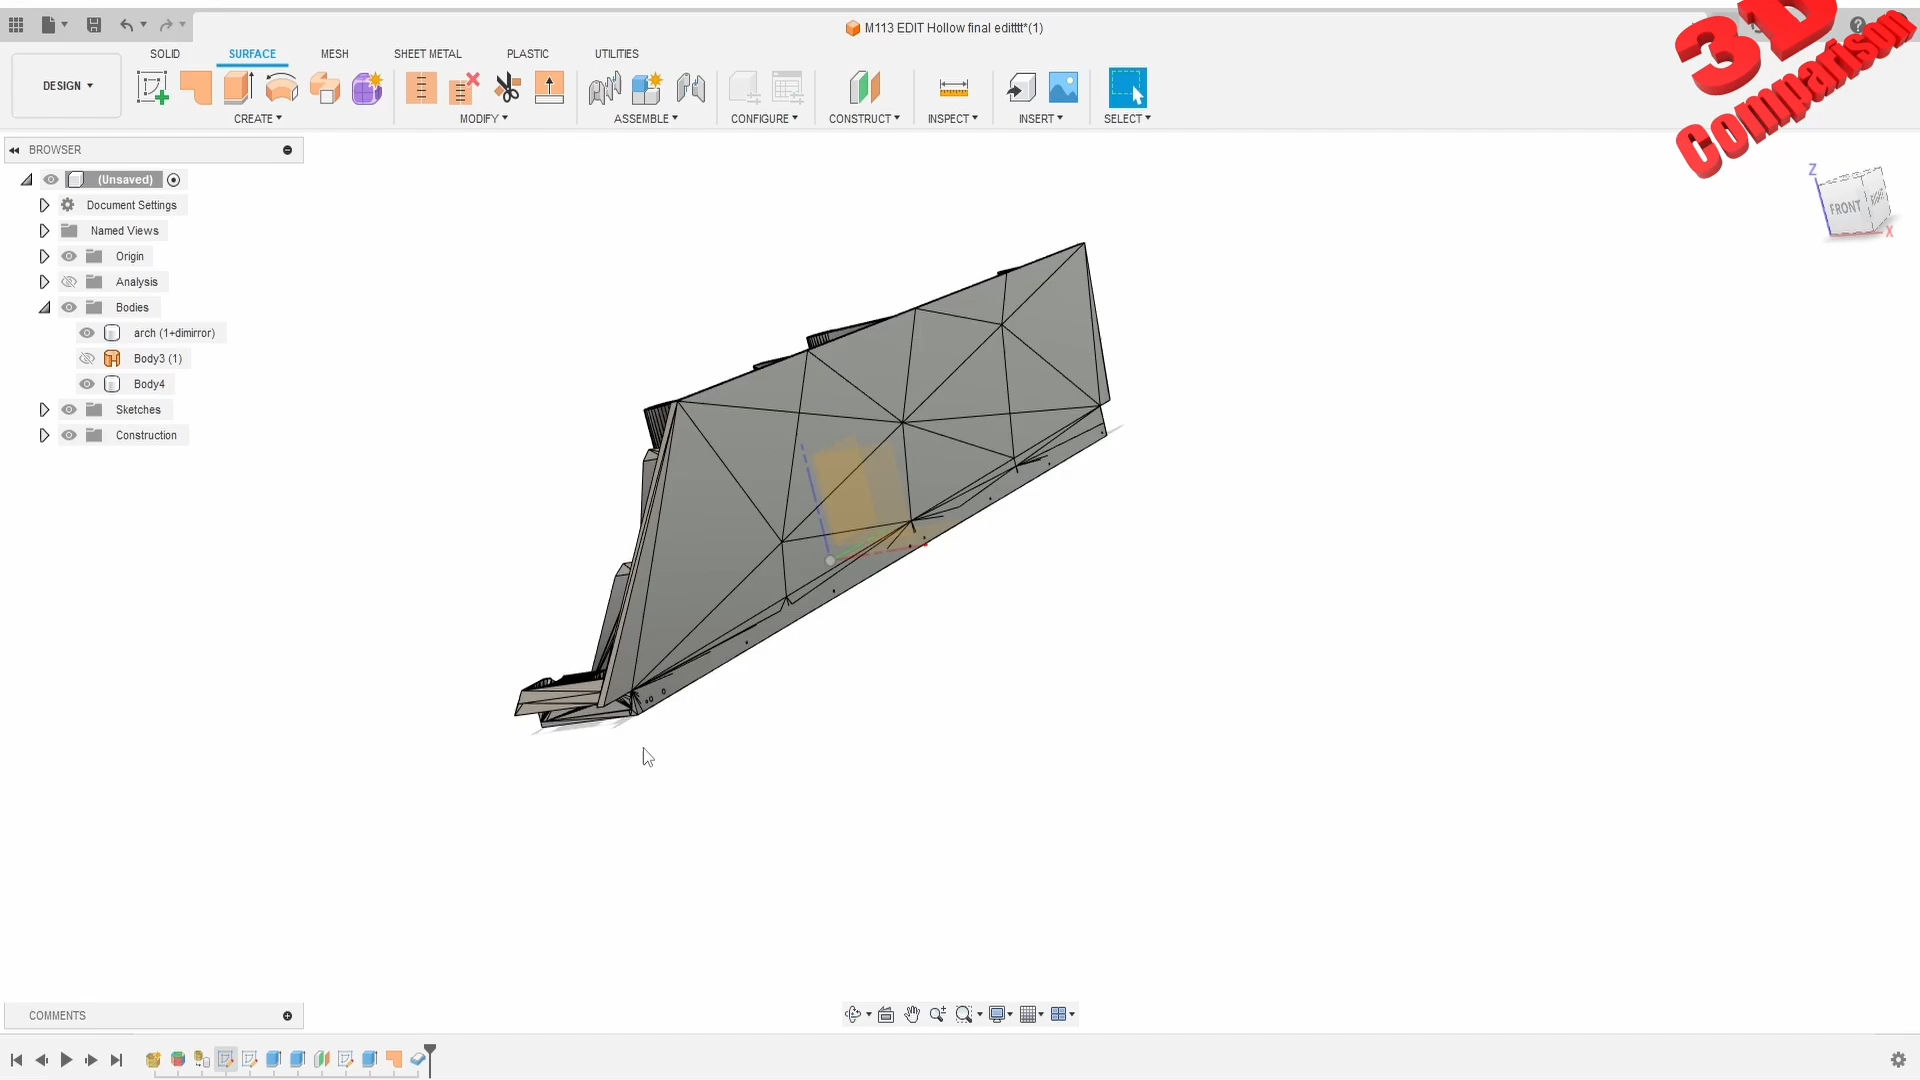 M113 EDIT Hollow final editttt*(1)
3D
Comparison
SOLID
SURFACE
MESH
SHEET METAL
PLASTIC
UTILITIES
DESIGN
CREATE
MODIFY
ASSEMBLE
CONFIGURE
CONSTRUCT
INSPECT
INSERT
SELECT
BROWSER
(Unsaved)
Document Settings
Named Views
Origin
Analysis
Bodies
arch (1+dimirror)
Body3 (1)
Body4
Sketches
Construction
Z
FRONT
RIGHT
X
COMMENTS